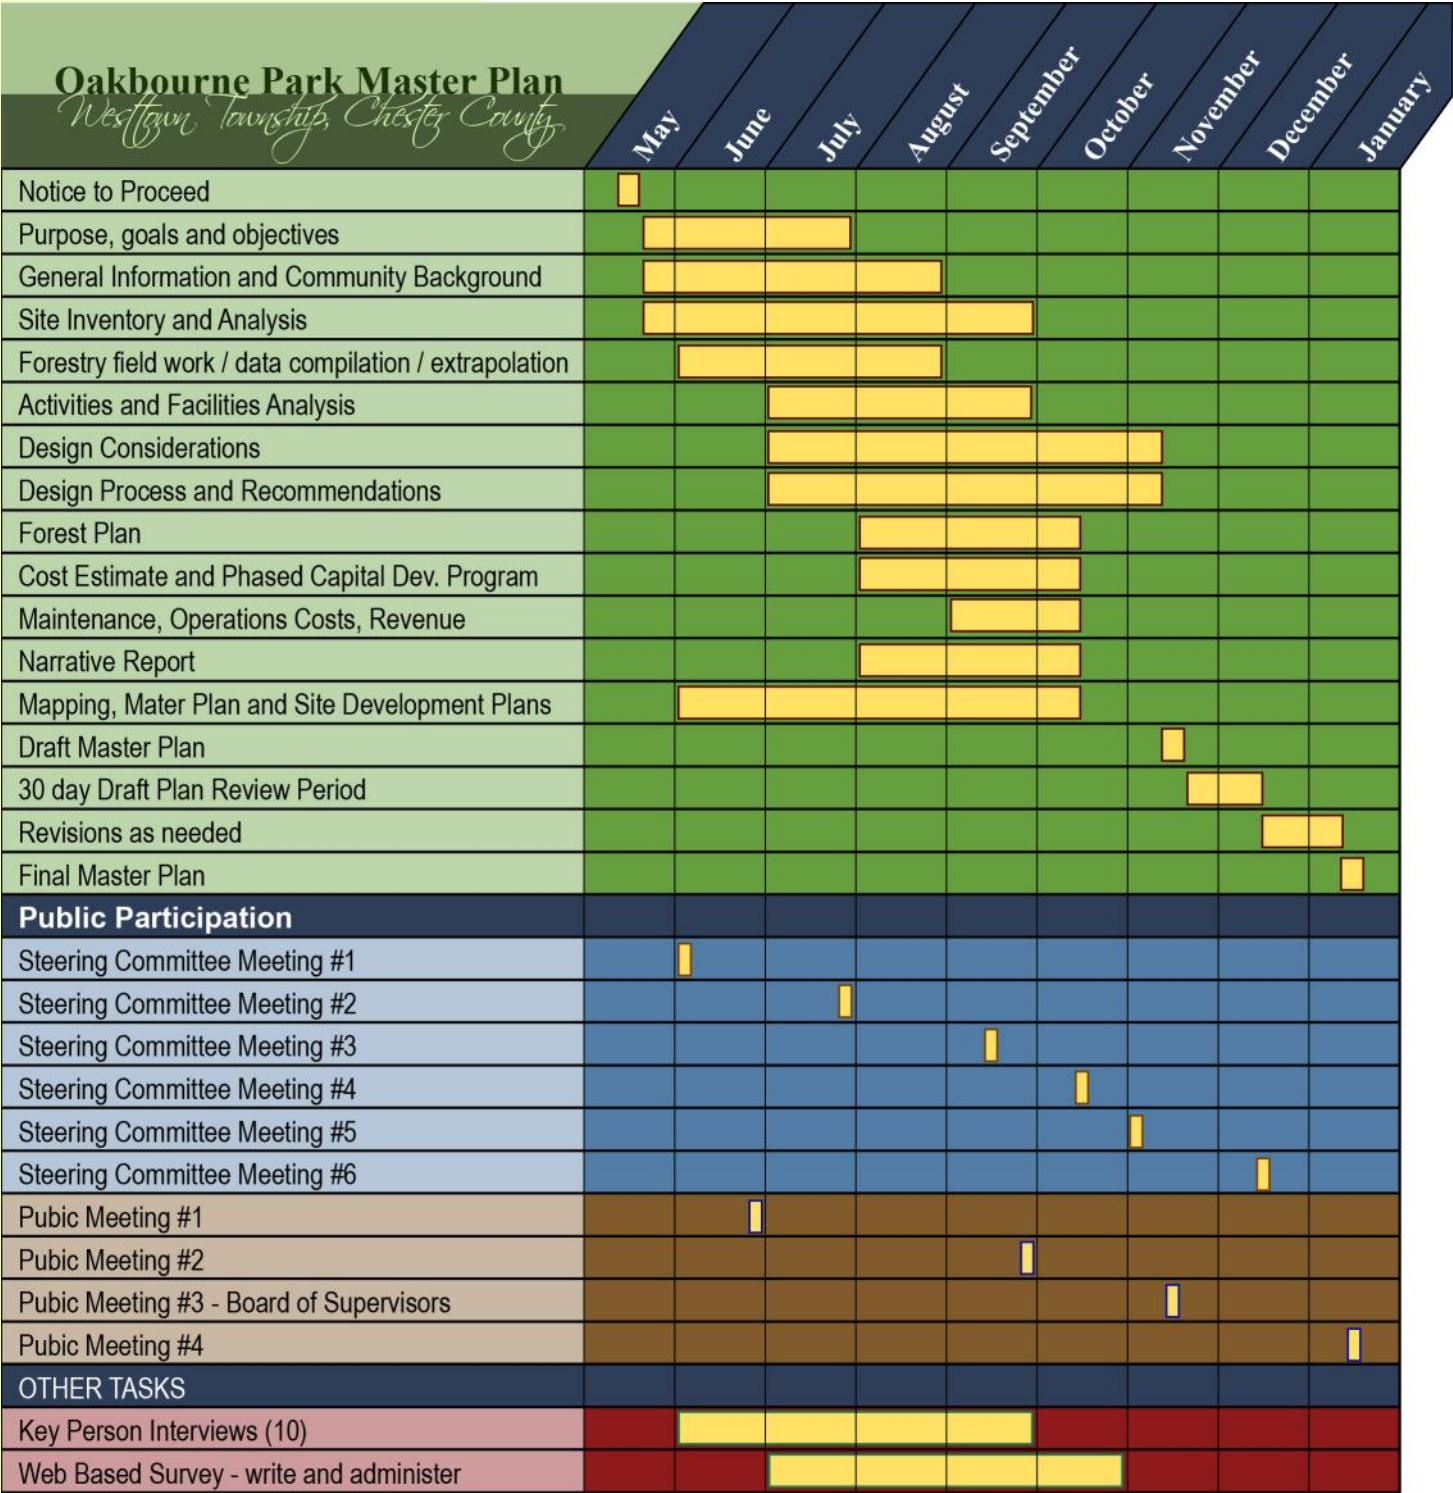 Oakbourne Park Master Plan
Westtown Township, Chester County
May
June
July
August
September
October
November
December
January
Notice to Proceed
Purpose, goals and objectives
General Information and Community Background
Site Inventory and Analysis
Forestry field work / data compilation / extrapolation
Activities and Facilities Analysis
Design Considerations
Design Process and Recommendations
Forest Plan
Cost Estimate and Phased Capital Dev. Program
Maintenance, Operations Costs, Revenue
Narrative Report
Mapping, Mater Plan and Site Development Plans
Draft Master Plan
30 day Draft Plan Review Period
Revisions as needed
Final Master Plan
Public Participation
Steering Committee Meeting #1
Steering Committee Meeting #2
Steering Committee Meeting #3
Steering Committee Meeting #4
Steering Committee Meeting #5
Steering Committee Meeting #6
Pubic Meeting #1
Pubic Meeting #2
Pubic Meeting #3 - Board of Supervisors
Pubic Meeting #4
OTHER TASKS
Key Person Interviews (10)
Web Based Survey - write and administer